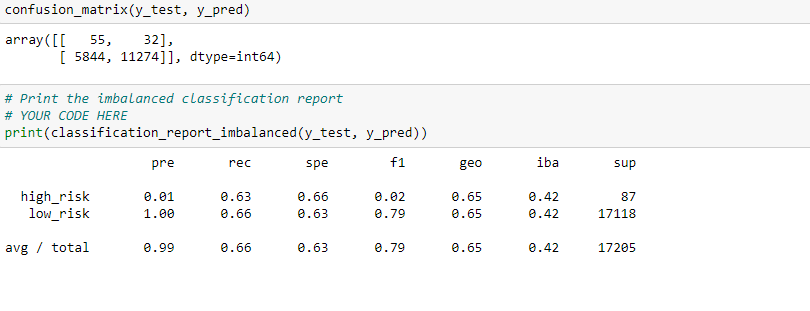 confusion_matrix(y_test, y_pred)
array([[   55,    32],
       [ 5844, 11274]], dtype=int64)
# Print the imbalanced classification report
# YOUR CODE HERE
print(classification_report_imbalanced(y_test, y_pred))
                   pre       rec       spe        f1       geo       iba       sup
  high_risk       0.01      0.63      0.66      0.02      0.65      0.42        87
   low_risk       1.00      0.66      0.63      0.79      0.65      0.42     17118
avg / total       0.99      0.66      0.63      0.79      0.65      0.42     17205